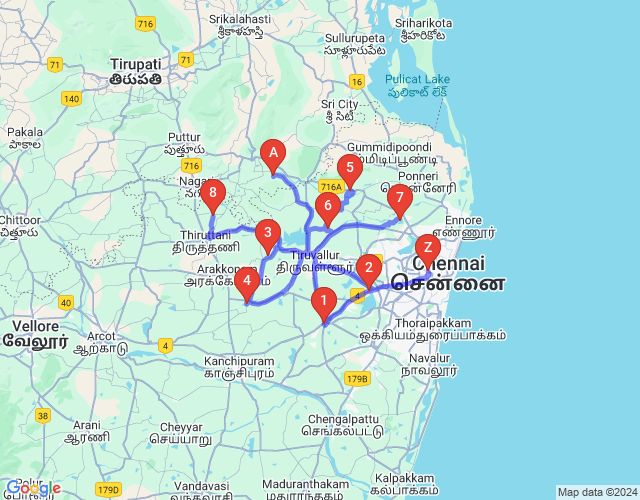 Srikalahasti
శ్రీకాళహస్తి
Sriharikota
శ్రీహరికోట
716
Sullurupeta
సూళ్లూరుపేట
71
Tirupati
తిరుపతి
71
16
Pulicat Lake
పులికాట్ లేక్
140
Sri City
శ్రీ సిటీ
Pakala
పాకాల
Puttur
పుత్తూరు
Gummidipoondi
716
A
5
Ponneri
716A
8
6
7
Chittoor
చిత్తూరు
Ennore
எண்ணூர்
Thiruttani
திருத்தணி
3
Z
Tiruvallur
திருவள்ளூர்
2
Chennai
சென்னை
Arakkonam
அரக்கோணம்
4
1
4
40
Vellore
வேலூர்
Arcot
ஆற்காடு
Thoraipakkam
ஒக்கியம்துரைப்பாக்கம்
4
Kanchipuram
காஞ்சிபுரம்
Navalur
நாவலூர்
179B
38
Arani
ஆரணி
Cheyyar
செய்யாறு
Chengalpattu
செங்கல்பட்டு
Polur
179D
Vandavasi
வந்தவாசி
Maduranthakam
மதுராந்தகம்
Kalpakkam
கல்பாக்கம்
Google
Map data ©2024